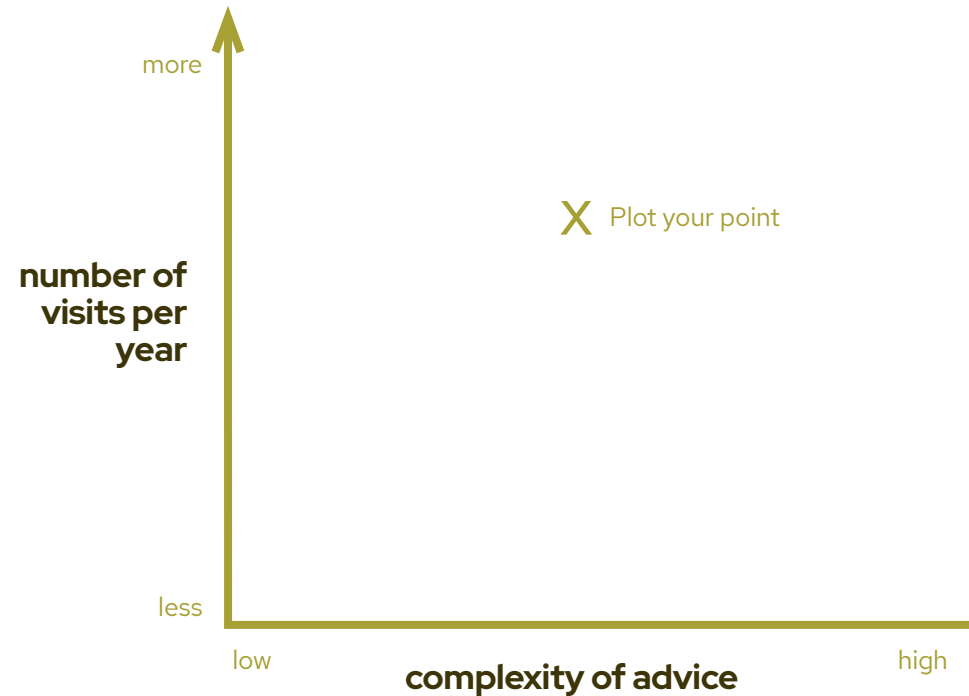 more
X Plot your point
number of
visits per
year
less
low
high
complexity of advice